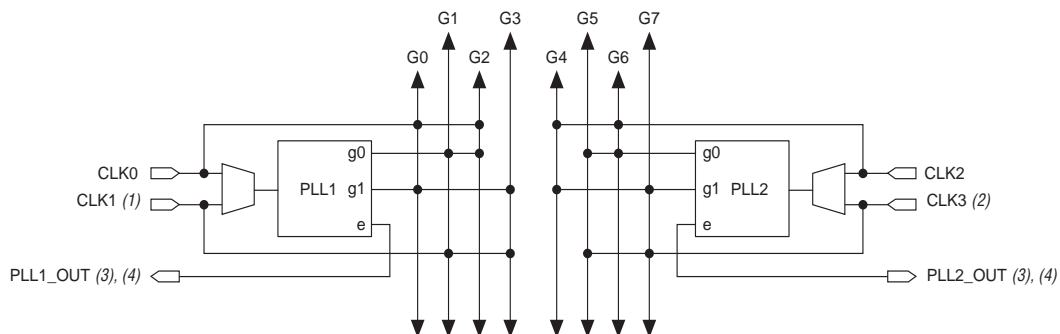 G1 G3 G5 G7
G0 G2 G4 G6
g0 g0
CLK0 CLK2
PLL1 g1 g1 PLL2
CLK1 (1) CLK3 (2)
e e
PLL1_OUT (3), (4) PLL2_OUT (3), (4)